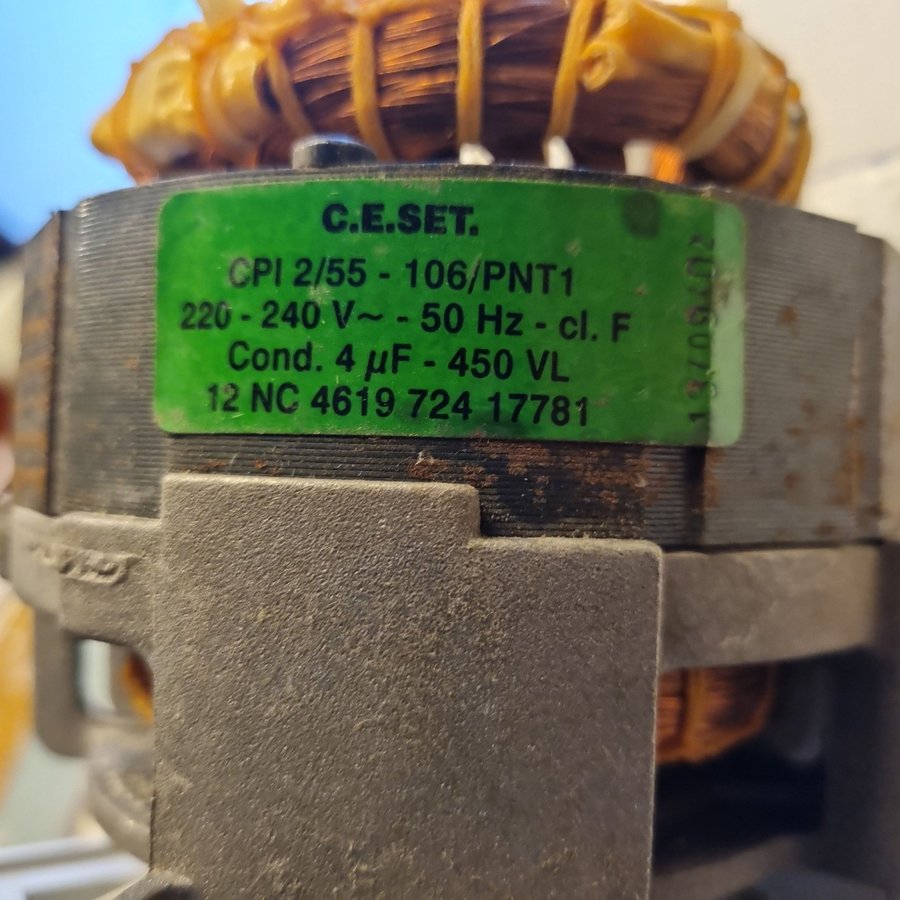 C.E.SET.
CPI 2/55 - 106/PNT1
220 - 240 V~ - 50 Hz - cl. F
Cond. 4 µF - 450 VL
12 NC 4619 724 17781